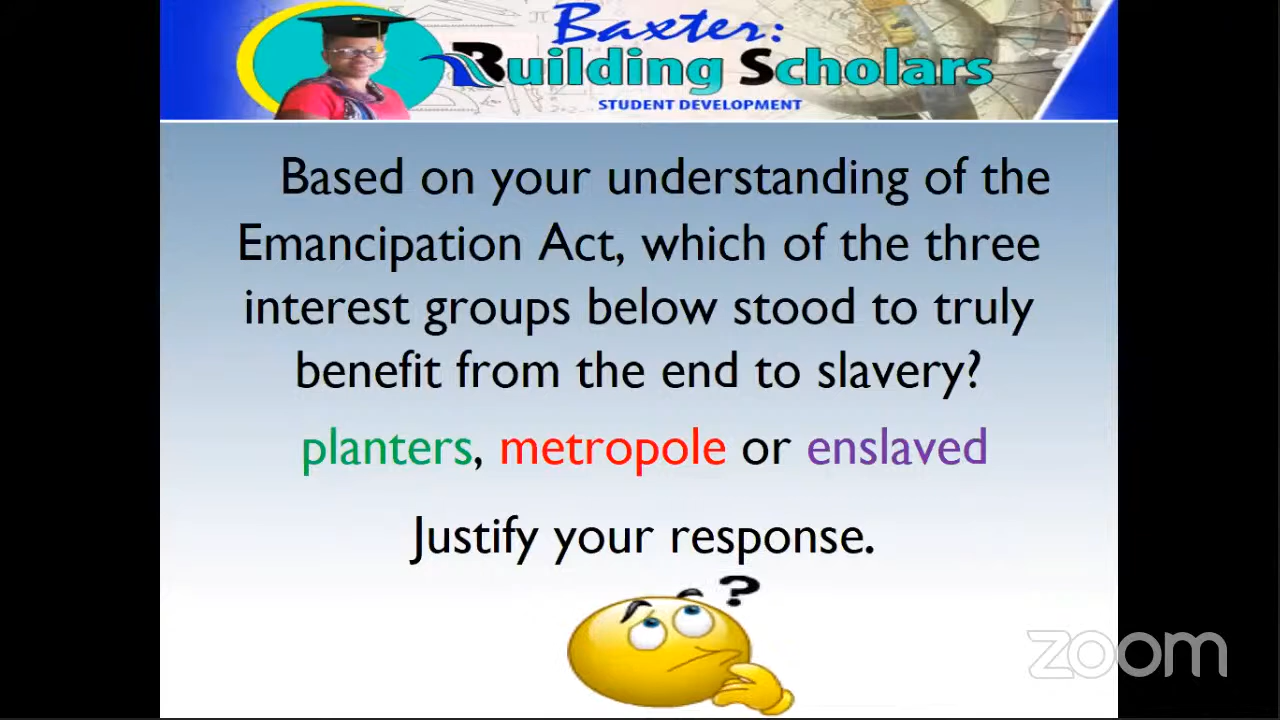 Baxter:
Building Scholars
STUDENT DEVELOPMENT
Based on your understanding of the
Emancipation Act, which of the three
interest groups below stood to truly
benefit from the end to slavery?
planters, metropole or enslaved
Justify your response.
?
zoom